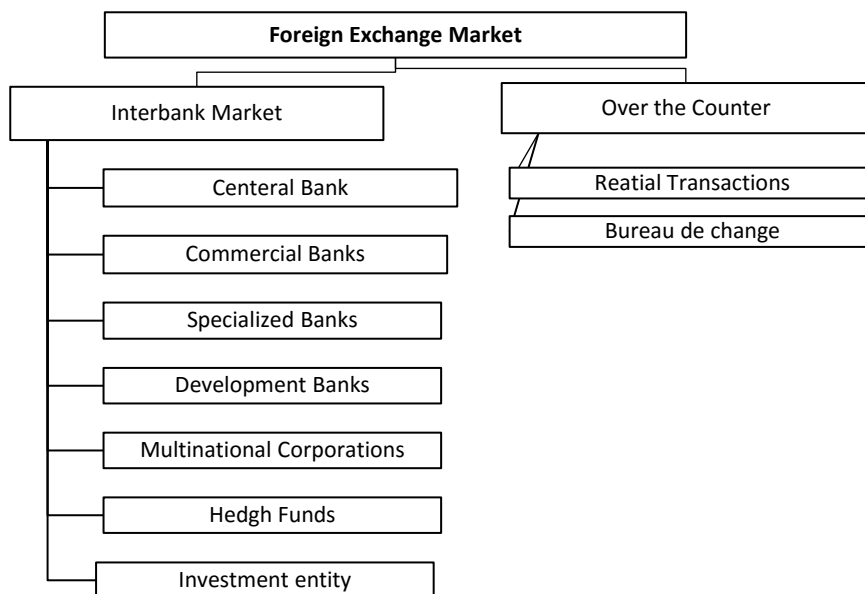 Foreign Exchange Market
Interbank Market
Over the Counter
Centeral Bank
Commercial Banks
Specialized Banks
Development Banks
Multinational Corporations
Hedgh Funds
Investment entity
Reatial Transactions
Bureau de change